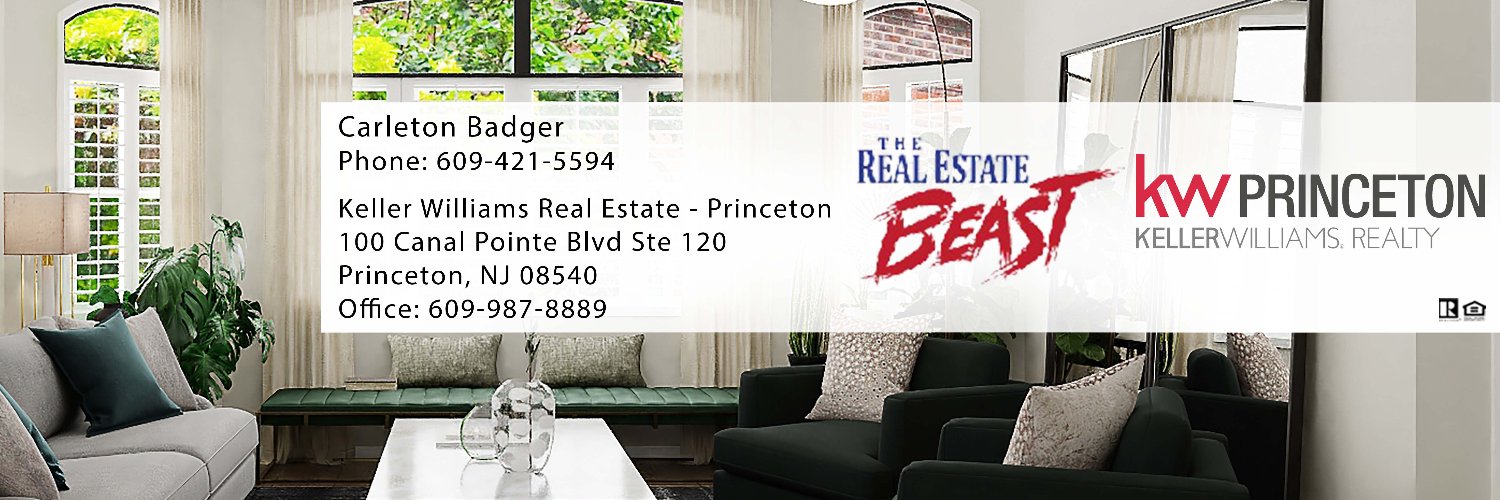 Carleton Badger
Phone: 609-421-5594
Keller Williams Real Estate - Princeton
100 Canal Pointe Blvd Ste 120
Princeton, NJ 08540
Office: 609-987-8889
THE
REAL ESTATE
BEAST
kw PRINCETON
KELLERWILLIAMS. REALTY